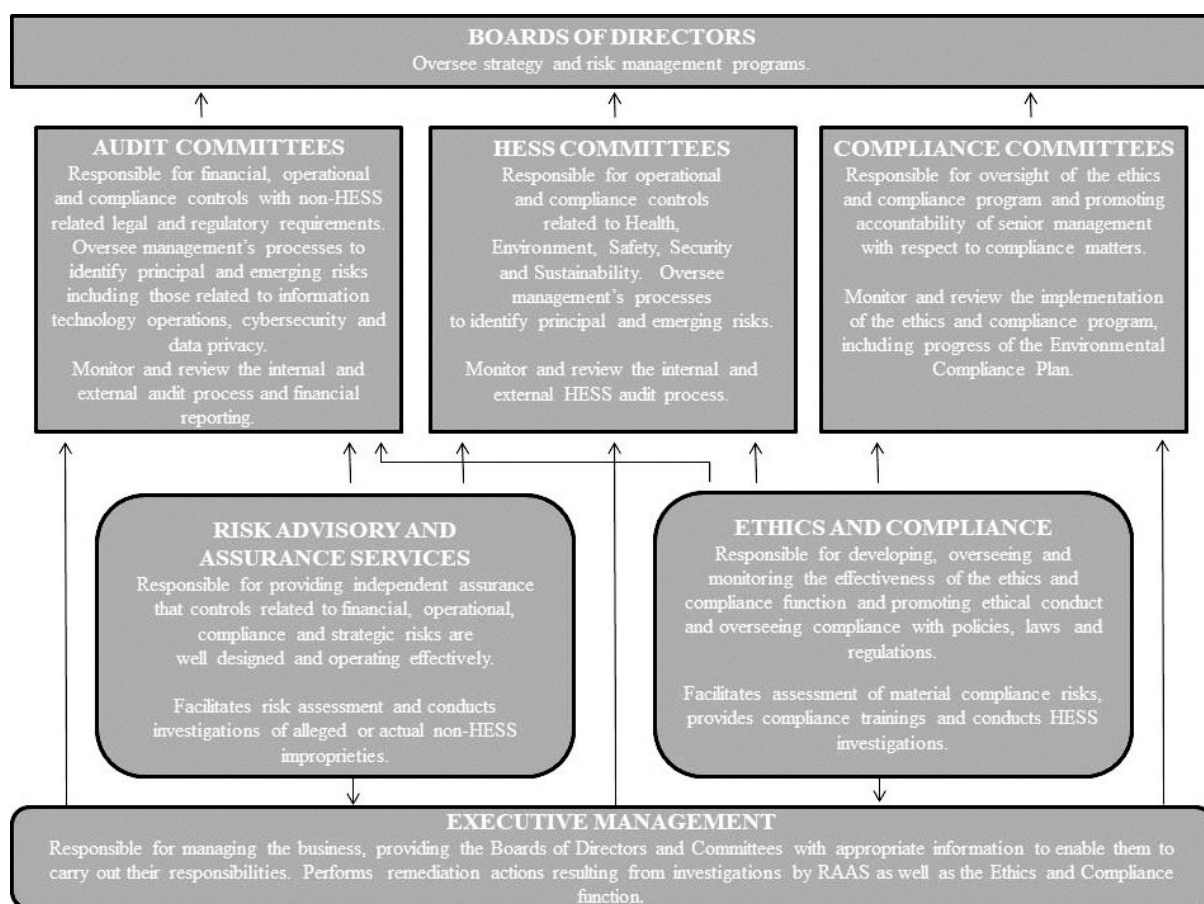 BOARDS OF DIRECTORS
Oversee strategy and risk management programs.
AUDIT COMMITTEES
Responsible for financial, operational
and compliance controls with non-HESS
related legal and regulatory requirements.
Oversee management's processes to
identify principal and emerging risks
including those related to information
technology operations, cybersecurity and
data privacy.
Monitor and review the internal and
external audit process and financial
reporting.
HESS COMMITTEES
Responsible for operational
and compliance controls
related to Health,
Environment, Safety, Security
and Sustainability. Oversee
management's processes
to identify principal and emerging risks.
Monitor and review the internal and
external HESS audit process.
COMPLIANCE COMMITTEES
Responsible for oversight of the ethics
and compliance program and promoting
accountability of senior management
with respect to compliance matters.
Monitor and review the implementation
of the ethics and compliance program,
including progress of the Environmental
Compliance Plan.
RISK ADVISORY AND
ASSURANCE SERVICES
Responsible for providing independent assurance
that controls related to financial, operational,
compliance and strategic risks are
well designed and operating effectively.
Facilitates risk assessment and conducts
investigations of alleged or actual non-HESS
improprieties.
ETHICS AND COMPLIANCE
Responsible for developing, overseeing and
monitoring the effectiveness of the ethics and
compliance function and promoting ethical conduct
and overseeing compliance with policies, laws and
regulations.
Facilitates assessment of material compliance risks,
provides compliance trainings and conducts HESS
investigations.
EXECUTIVE MANAGEMENT
Responsible for managing the business, providing the Boards of Directors and Committees with appropriate information to enable them to
carry out their responsibilities. Performs remediation actions resulting from investigations by RAAS as well as the Ethics and Compliance
function.